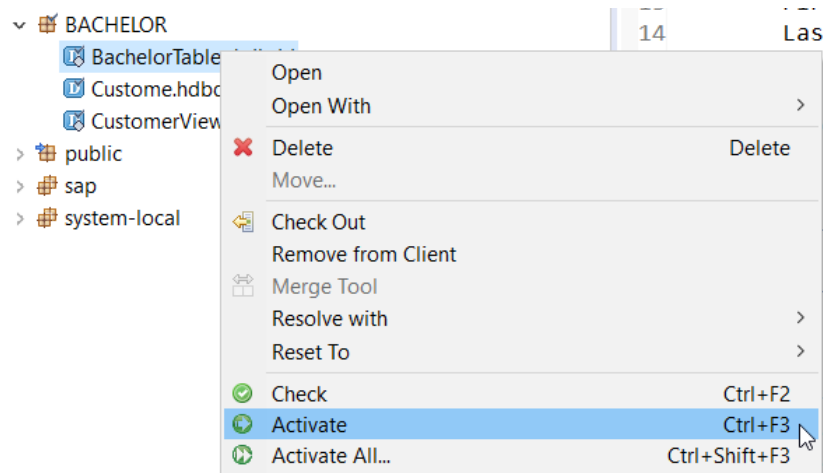 BACHELOR
BachelorTable
Custome.hdb
CustomerView
public
sap
system-local
14 Las
Open
Open With
Delete Delete
Move...
Check Out
Remove from Client
Merge Tool
Resolve with
Reset To
Check Ctrl+F2
Activate Ctrl+F3
Activate All... Ctrl+Shift+F3